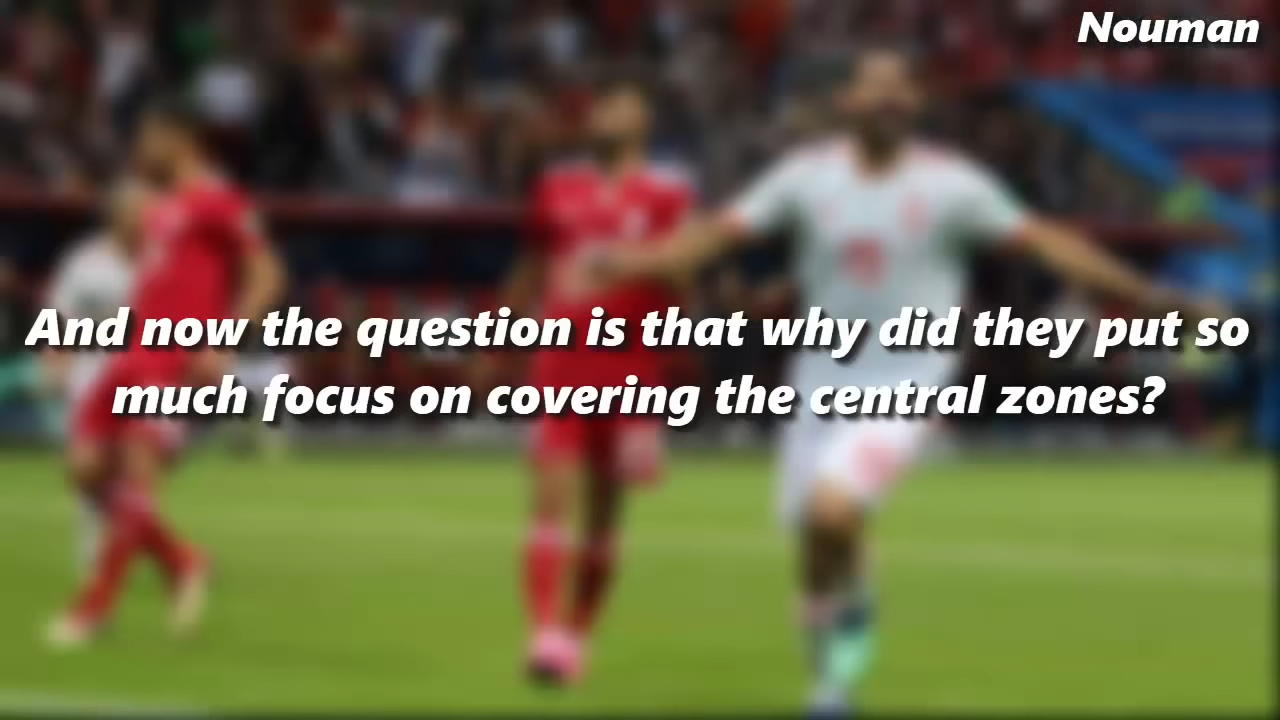 Nouman
And now the question is that why did they put so
much focus on covering the central zones?